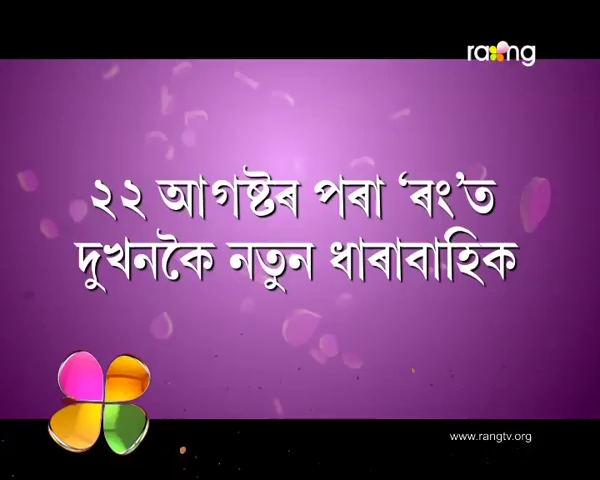 rang
২২ আগষ্টৰ পৰা ‘ৰং’ত
দুখনকৈ নতুন ধাৰাবাহিক
www.rangtv.org